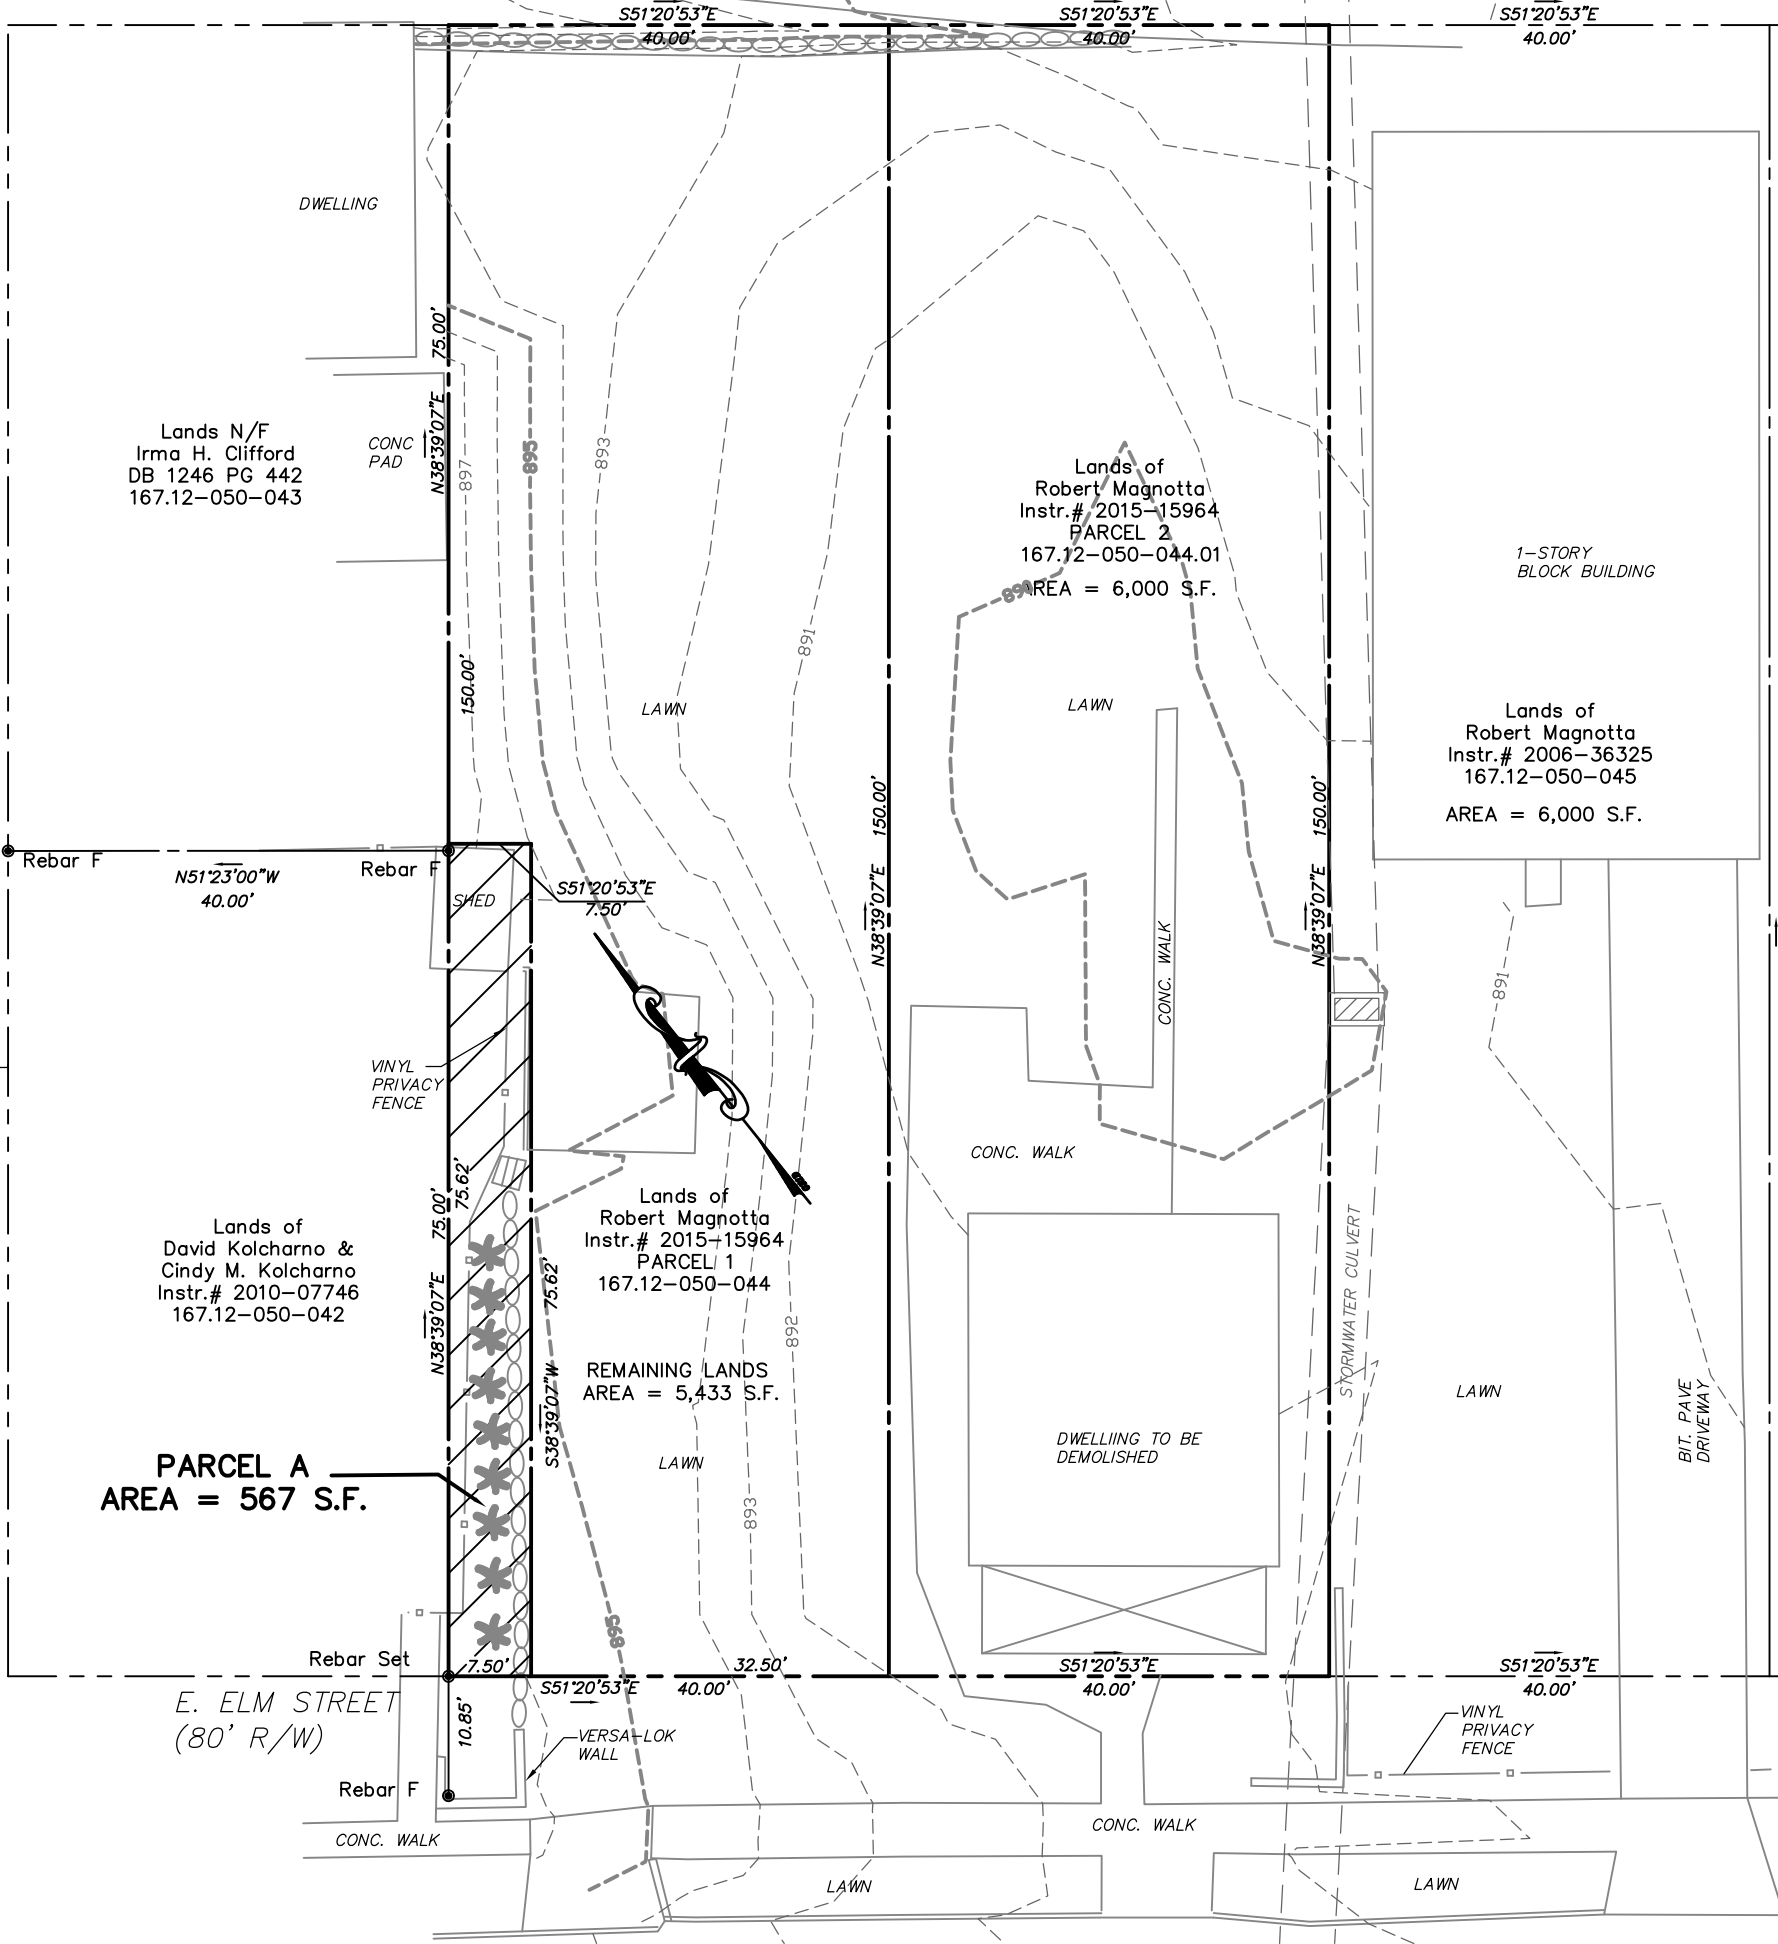 S51°20'53"E
40.00'
S51°20'53"E
40.00'
S51°20'53"E
40.00'
DWELLING
75.00'
N38°39'07"E
Lands N/F
Irma H. Clifford
DB 1246 PG 442
167.12-050-043
CONC
PAD
897
895
893
Lands of
Robert Magnotta
Instr.# 2015-15964
PARCEL 2
167.12-050-044.01
AREA = 6,000 S.F.
890
1-STORY
BLOCK BUILDING
891
150.00'
LAWN
LAWN
Lands of
Robert Magnotta
Instr.# 2006-36325
167.12-050-045
AREA = 6,000 S.F.
150.00'
N38°39'07"E
150.00'
N38°39'07"E
Rebar F
Rebar F
N51°23'00"W
40.00'
SHED
S51°20'53"E
7.50'
CONC. WALK
891
VINYL
PRIVACY
FENCE
CONC. WALK
75.62'
75.00'
N38°39'07"E
Lands of
David Kolcharno &
Cindy M. Kolcharno
Instr.# 2010-07746
167.12-050-042
Lands of
Robert Magnotta
Instr.# 2015-15964
PARCEL 1
167.12-050-044
75.62'
S38°39'07"W
892
STORMWATER CULVERT
REMAINING LANDS
AREA = 5,433 S.F.
LAWN
BIT. PAVE
DRIVEWAY
DWELLIING TO BE
DEMOLISHED
LAWN
PARCEL A
AREA = 567 S.F.
893
895
Rebar Set
7.50'
32.50'
S51°20'53"E
40.00'
S51°20'53"E
40.00'
S51°20'53"E
40.00'
E. ELM STREET
(80' R/W)
10.85'
VERSA-LOK
WALL
VINYL
PRIVACY
FENCE
Rebar F
CONC. WALK
CONC. WALK
LAWN
LAWN